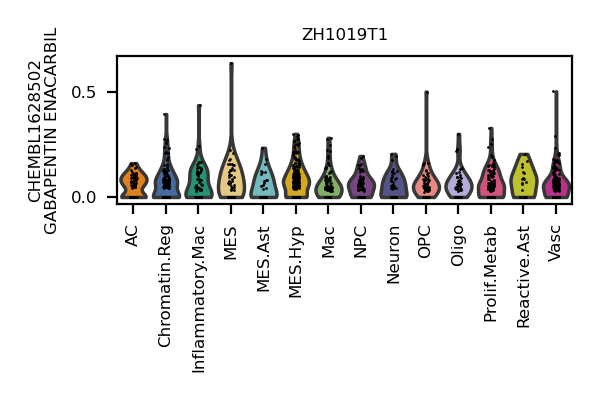 ZH1019T1
CHEMBL1628502
GABAPENTIN ENACARBIL
0.5
0.0
AC
Chromatin.Reg
Inflammatory.Mac
MES
MES.Ast
MES.Hyp
Mac
NPC
Neuron
OPC
Oligo
Prolif.Metab
Reactive.Ast
Vasc